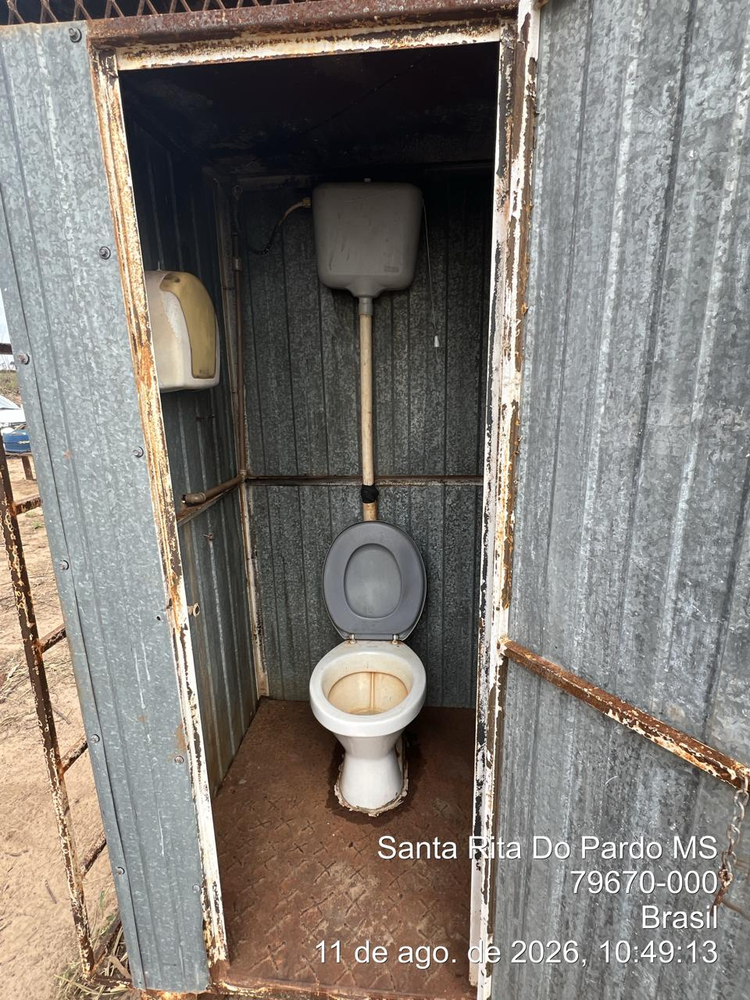 Santa Rita Do Pardo MS
79670-000
Brasil
11 de ago. de 2026, 10:49:13